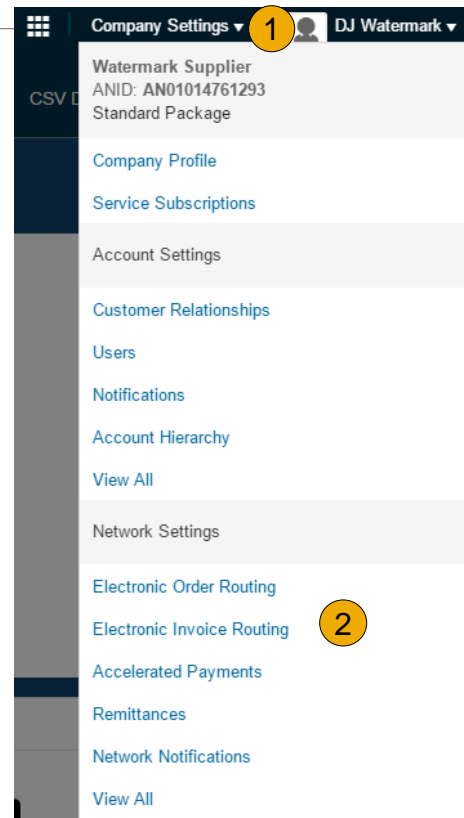 Company Settings ▾ 1 DJ Watermark ▾
Watermark Supplier
ANID: AN01014761293
CSV D
Standard Package
Company Profile
Service Subscriptions
Account Settings
Customer Relationships
Users
Notifications
Account Hierarchy
View All
Network Settings
Electronic Order Routing
Electronic Invoice Routing 2
Accelerated Payments
Remittances
Network Notifications
View All